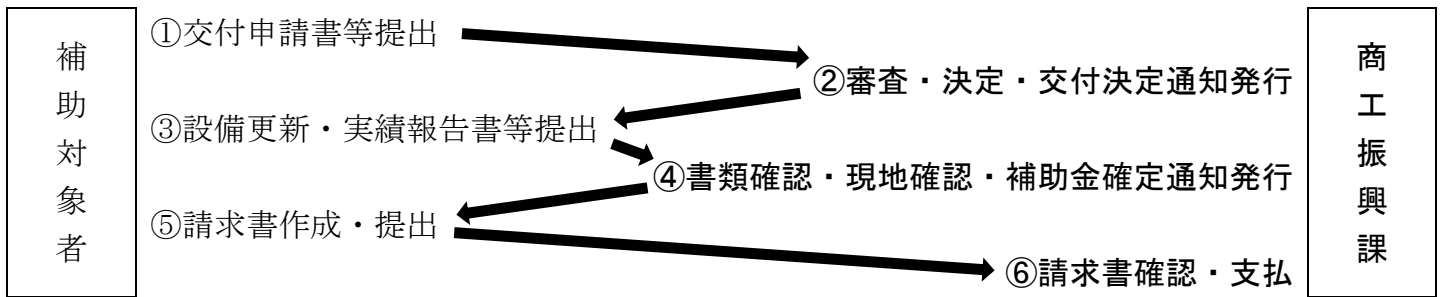 補助対象者
①交付申請書等提出
②審査・決定・交付決定通知発行
③設備更新・実績報告書等提出
④書類確認・現地確認・補助金確定通知発行
⑤請求書作成・提出
⑥請求書確認・支払
商工振興課